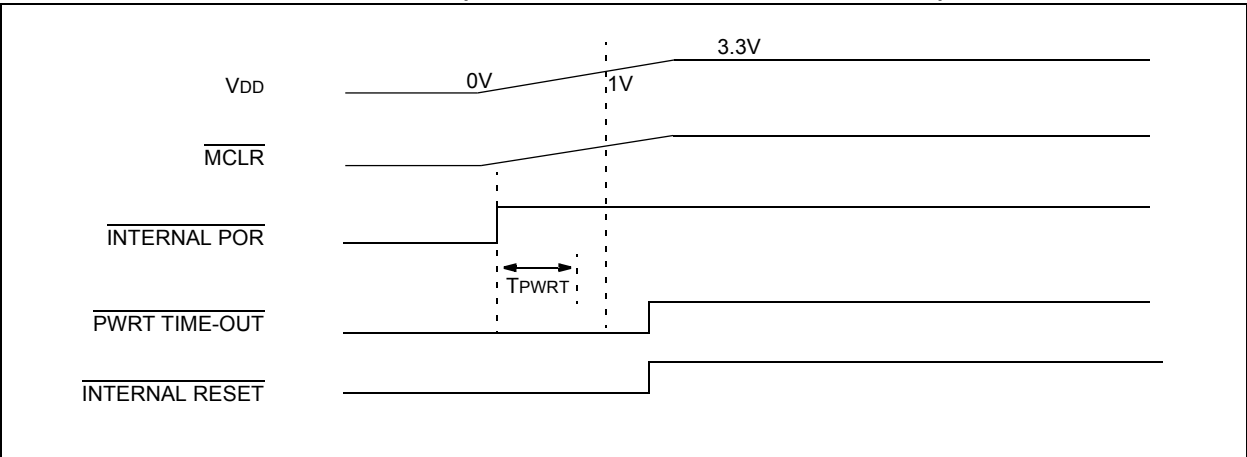 3.3V
VDD
0V
1V
MCLR
INTERNAL POR
TPWRT
PWRT TIME-OUT
INTERNAL RESET